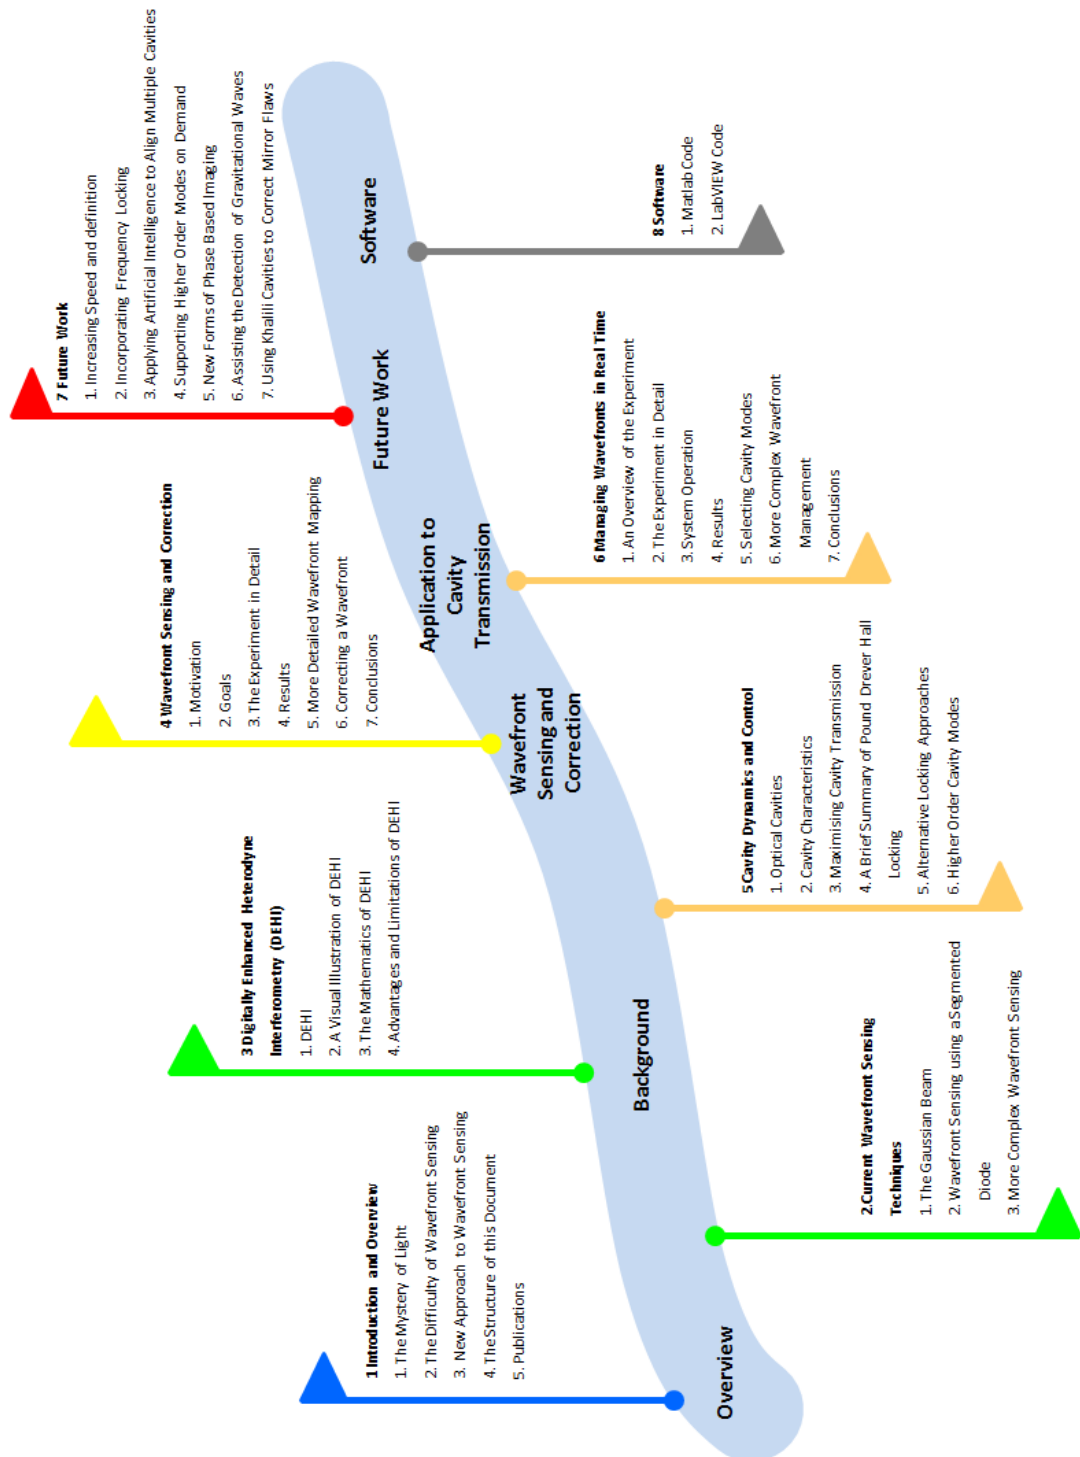 1 Introduction and Overview
1. The Mystery of Light
2. The Difficulty of Wavefront Sensing
3. New Approach to Wavefront Sensing
4. The Structure of this Document
5. Publications
3 Digitally Enhanced Heterodyne
Interferometry (DEHI)
1. DEHI
2. A Visual Illustration of DEHI
3. The Mathematics of DEHI
4. Advantages and Limitations of DEHI
4 Wavefront Sensing and Correction
1. Motivation
2. Goals
3. The Experiment in Detail
4. Results
5. More Detailed Wavefront Mapping
6. Correcting a Wavefront
7. Conclusions
7 Future Work
1. Increasing Speed and definition
2. Incorporating Frequency Locking
3. Applying Artificial Intelligence to Align Multiple Cavities
4. Supporting Higher Order Modes on Demand
5. New Forms of Phase Based Imaging
6. Assisting the Detection of Gravitational Waves
7. Using Khalili Cavities to Correct Mirror Flaws
Overview
Background
Wavefront
Sensing and
Correction
Application to
Cavity
Transmission
Future Work
Software
2.Current Wavefront Sensing
Techniques
1. The Gaussian Beam
2. Wavefront Sensing using a Segmented
Diode
3. More Complex Wavefront Sensing
5 Cavity Dynamics and Control
1. Optical Cavities
2. Cavity Characteristics
3. Maximising Cavity Transmission
4. A Brief Summary of Pound Drever Hall
Locking
5. Alternative Locking Approaches
6. Higher Order Cavity Modes
6 Managing Wavefronts in Real Time
1. An Overview of the Experiment
2. The Experiment in Detail
3. System Operation
4. Results
5. Selecting Cavity Modes
6. More Complex Wavefront
Management
7. Conclusions
8 Software
1. Matlab Code
2. LabVIEW Code